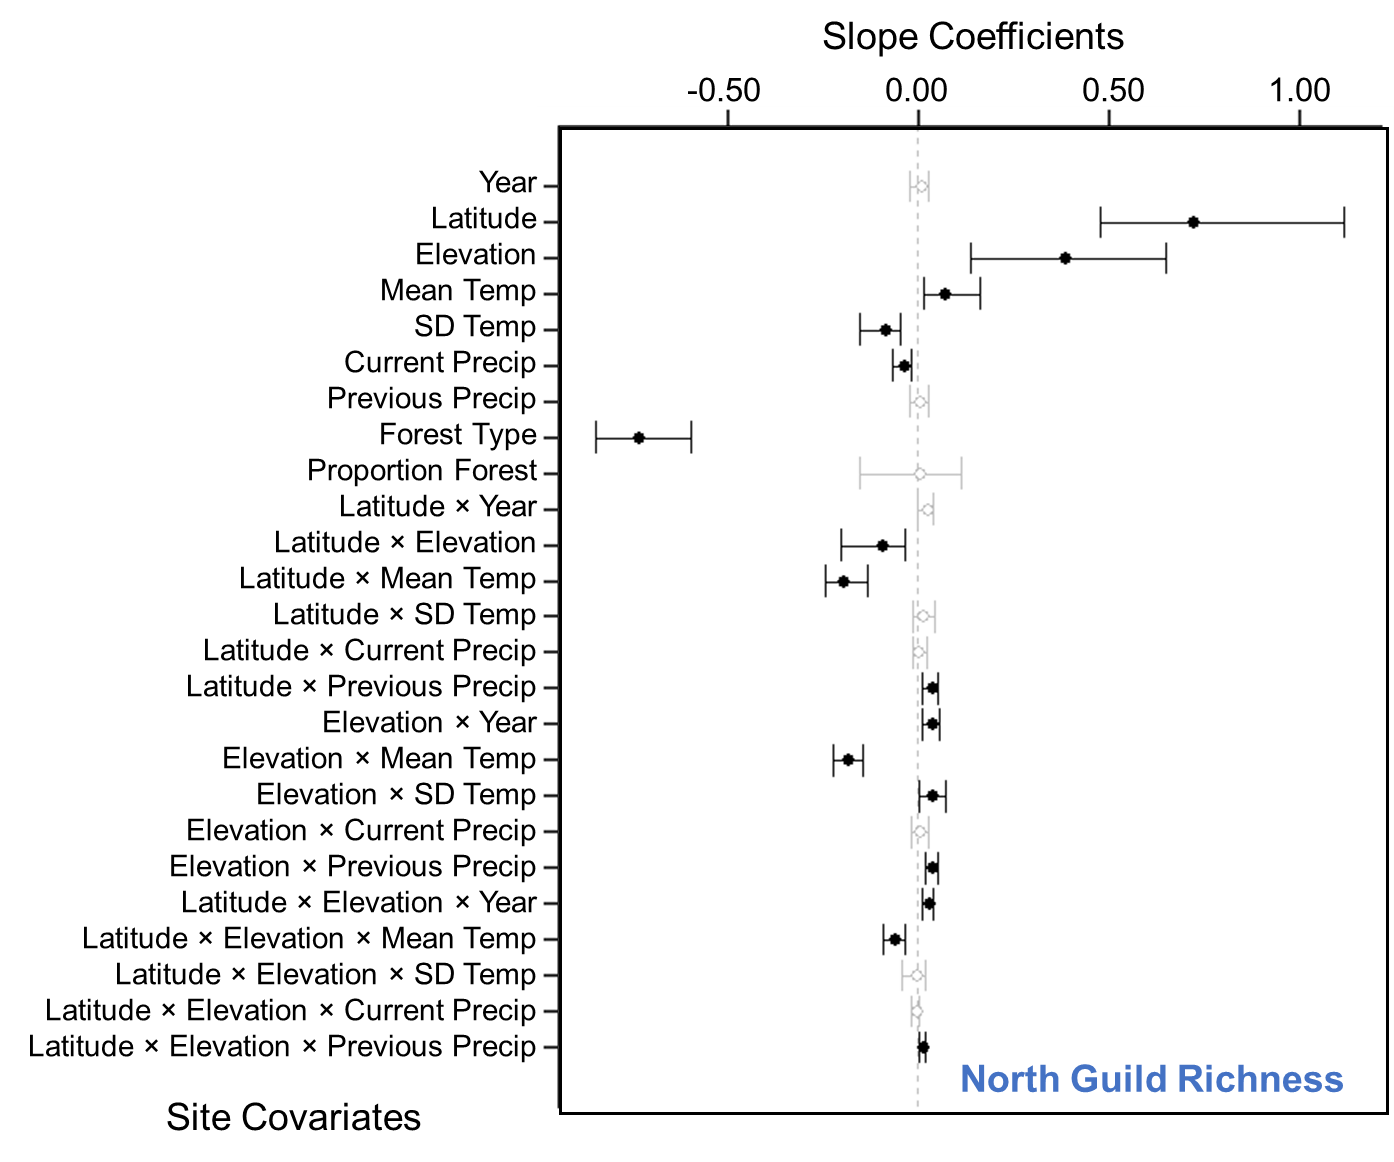 Slope Coefficients
-0.50 0.00 0.50 1.00
Year
Latitude
Elevation
Mean Temp
SD Temp
Current Precip
Previous Precip
Forest Type
Proportion Forest
Latitude × Year
Latitude × Elevation
Latitude × Mean Temp
Latitude × SD Temp
Latitude × Current Precip
Latitude × Previous Precip
Elevation × Year
Elevation × Mean Temp
Elevation × SD Temp
Elevation × Current Precip
Elevation × Previous Precip
Latitude × Elevation × Year
Latitude × Elevation × Mean Temp
Latitude × Elevation × SD Temp
Latitude × Elevation × Current Precip
Latitude × Elevation × Previous Precip
North Guild Richness
Site Covariates